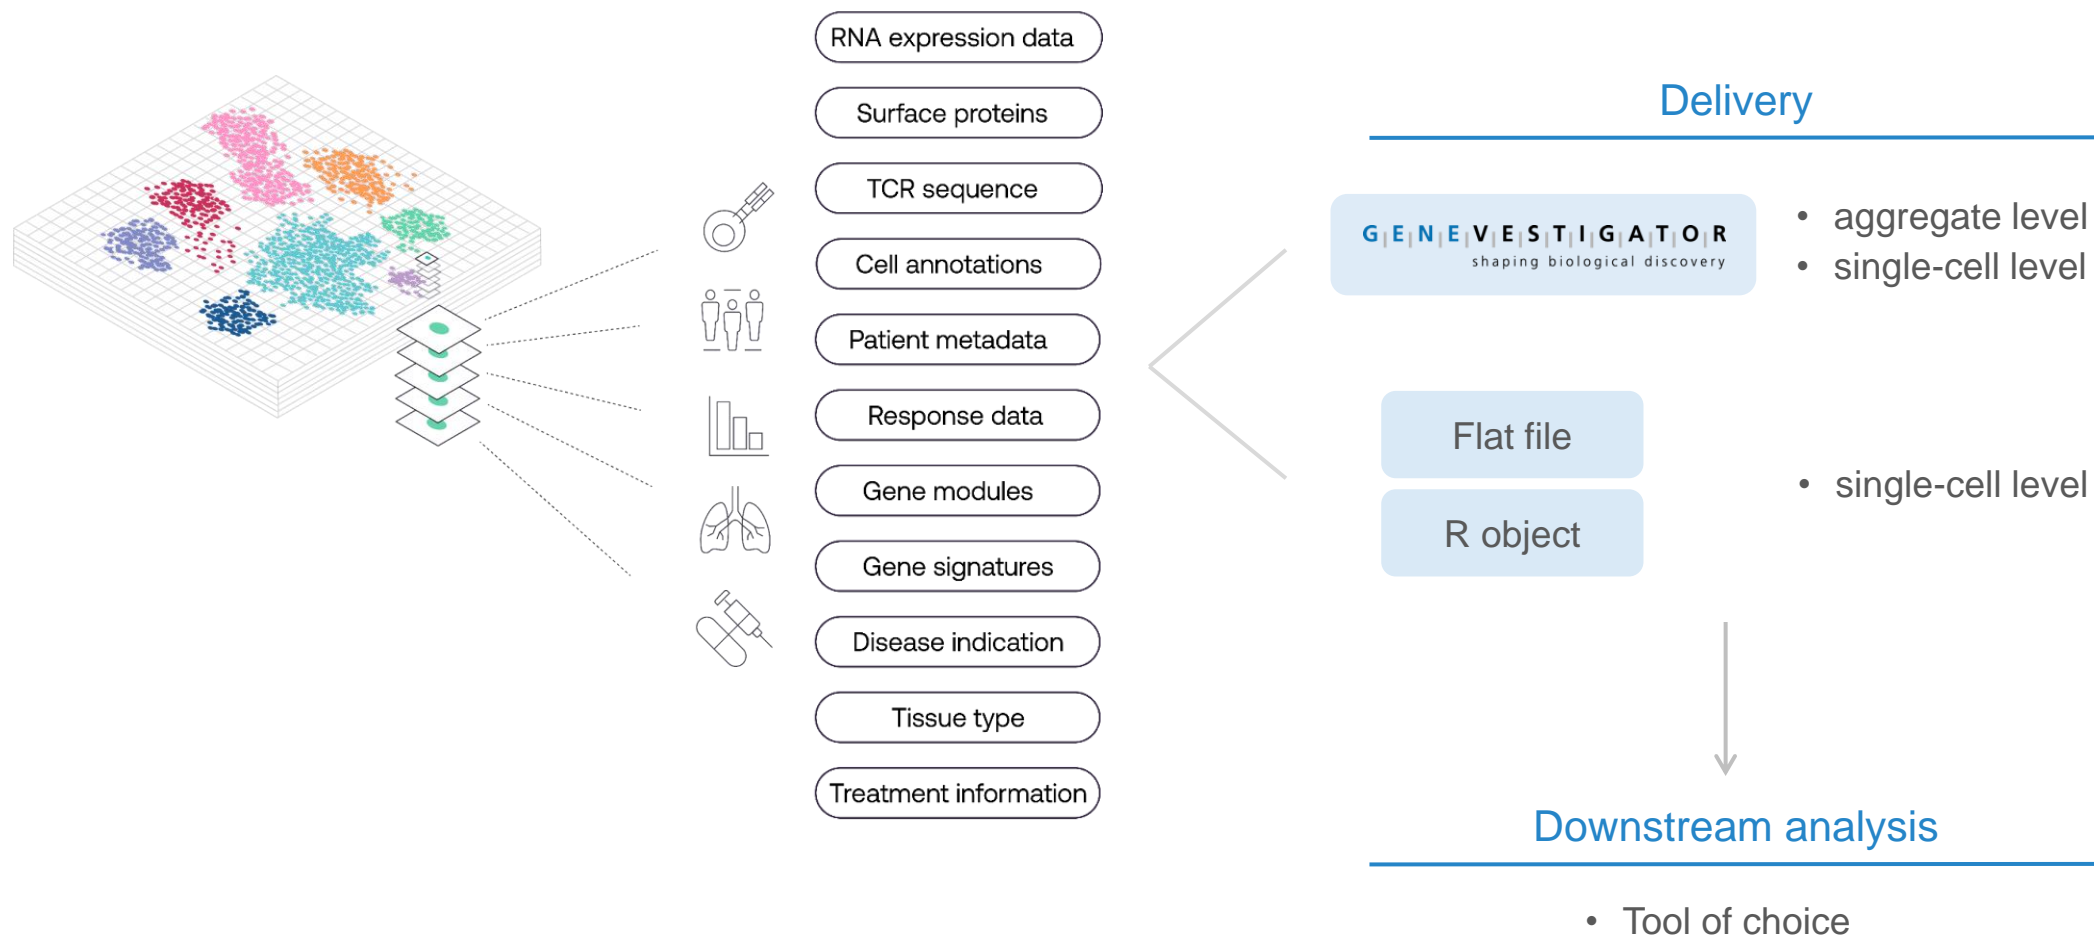 RNA expression data
Surface proteins
TCR sequence
Cell annotations
Patient metadata
Response data
Gene modules
Gene signatures
Disease indication
Tissue type
Treatment information
Delivery
GENEVESTIGATOR
shaping biological discovery
• aggregate level
• single-cell level
Flat file
R object
• single-cell level
Downstream analysis
• Tool of choice